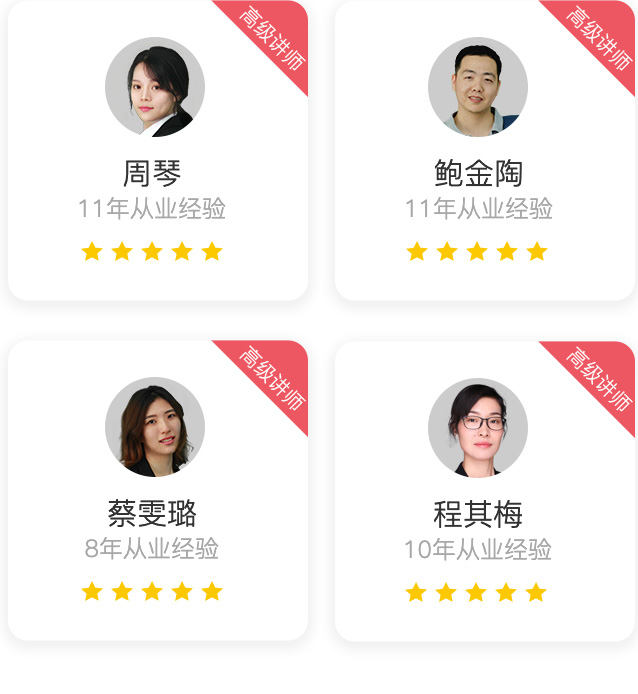 高级讲师
周琴
11年从业经验
高级讲师
鲍金陶
11年从业经验
高级讲师
蔡雯璐
8年从业经验
高级讲师
程其梅
10年从业经验